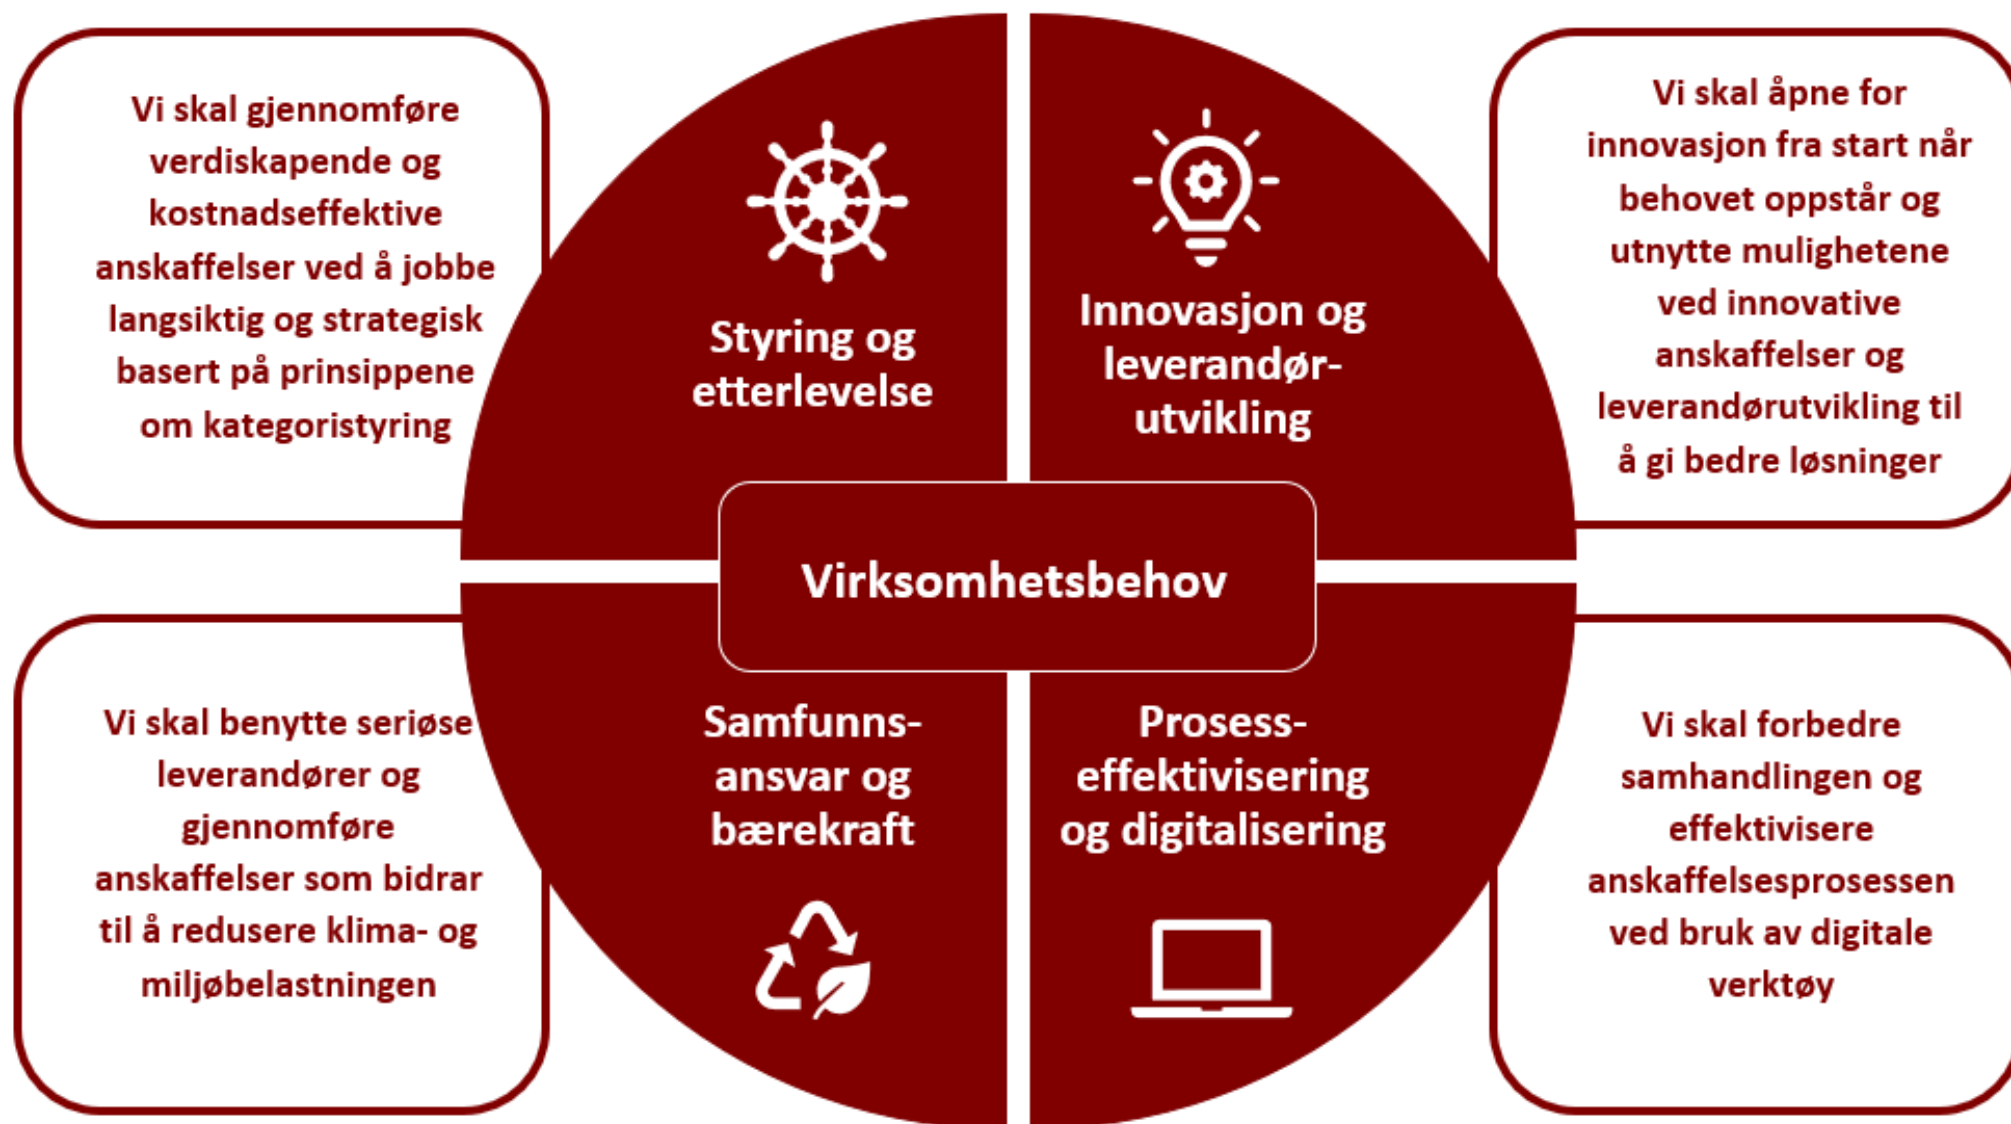 Vi skal gjennomføre
verdiskapende og
kostnadseffektive
anskaffelser ved å jobbe
langsiktig og strategisk
basert på prinsippene
om kategoristyring
Styring og
etterlevelse
Innovasjon og
leverandør-
utvikling
Vi skal åpne for
innovasjon fra start når
behovet oppstår og
utnytte mulighetene
ved innovative
anskaffelser og
leverandørutvikling til
å gi bedre løsninger
Virksomhetsbehov
Vi skal benytte seriøse
leverandører og
gjennomføre
anskaffelser som bidrar
til å redusere klima- og
miljøbelastningen
Samfunns-
ansvar og
bærekraft
Prosess-
effektivisering
og digitalisering
Vi skal forbedre
samhandlingen og
effektivisere
anskaffelsesprosessen
ved bruk av digitale
verktøy